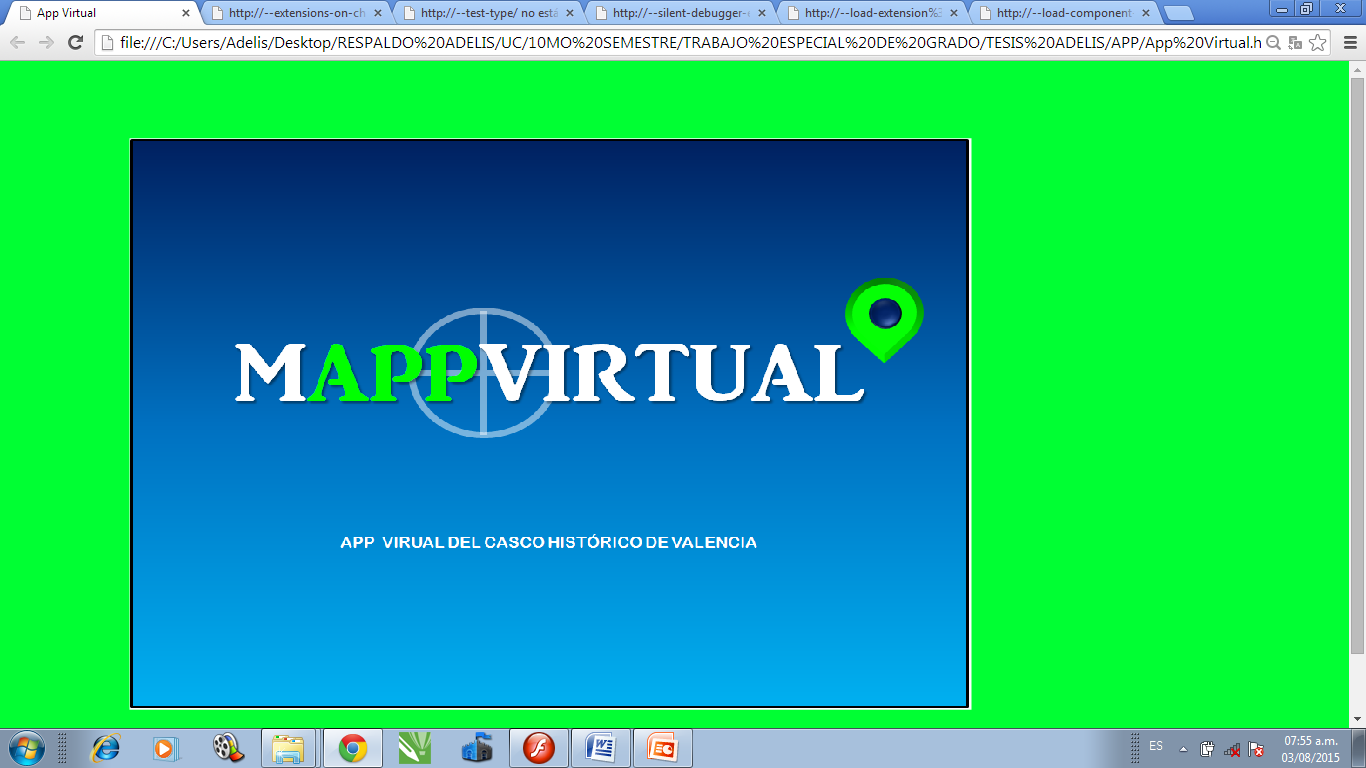 App Virtual
http://--extensions-on-ch
http://--test-type/ no está
http://--silent-debugger-
http://--load-extension%
http://--load-component
file:///C:/Users/Adelis/Desktop/RESPALDO%20ADELIS/UC/10MO%20SEMESTRE/TRABAJO%20ESPECIAL%20DE%20GRADO/TESIS%20ADELIS/APP/App%20Virtual.h
MAPPVIRTUAL
APP VIRUAL DEL CASCO HISTÓRICO DE VALENCIA
ES
07:55 a.m.
03/08/2015